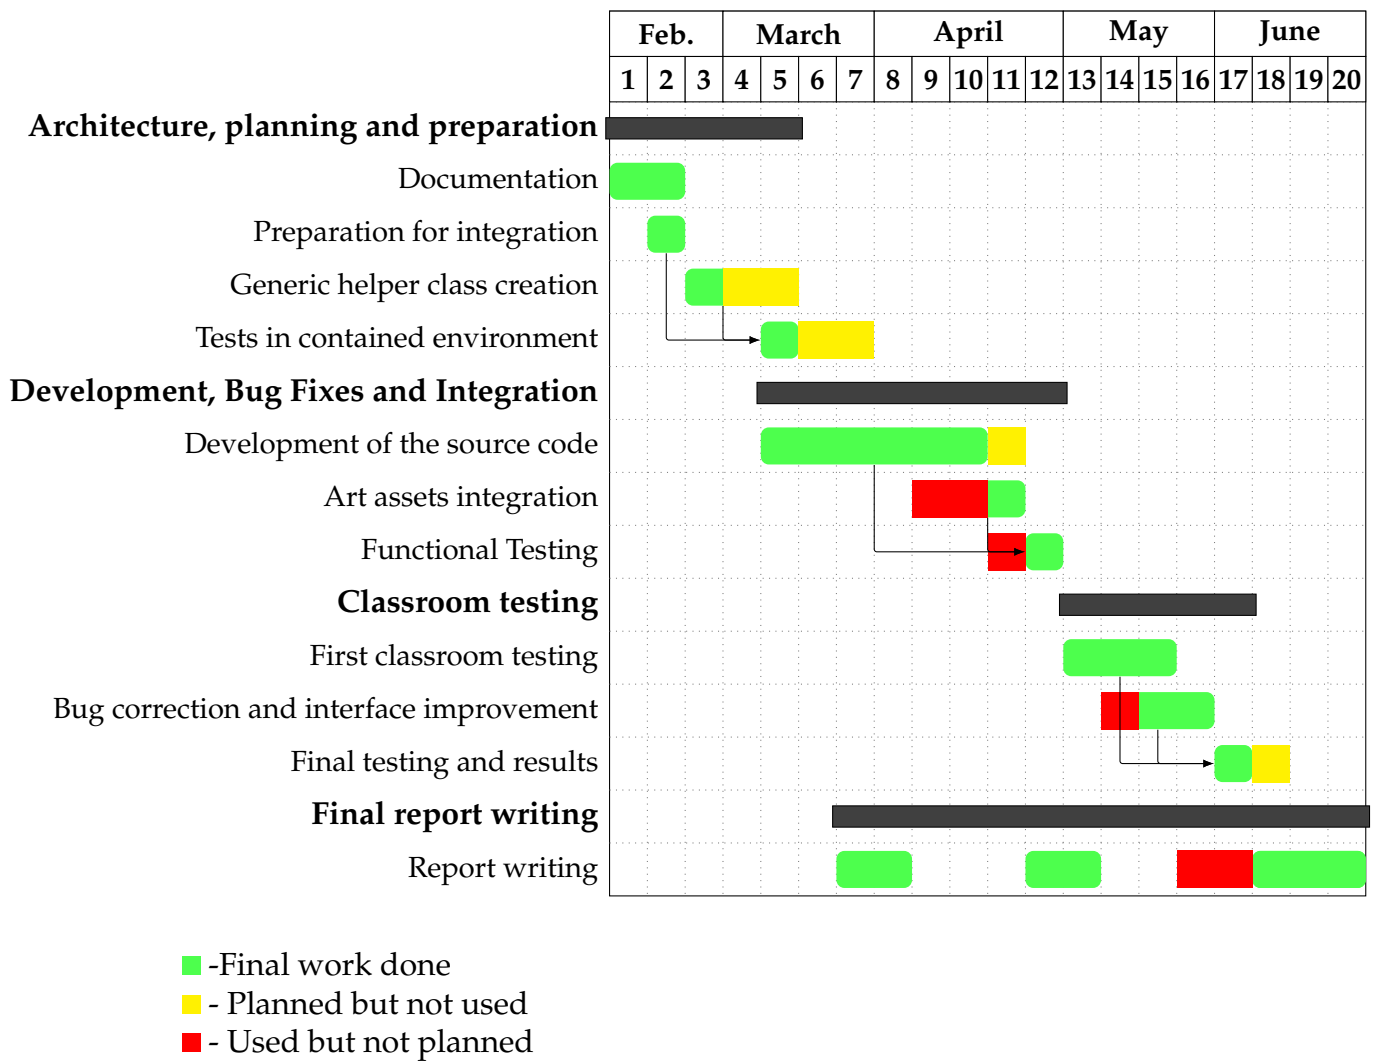 Feb. March April May June
1 2 3 4 5 6 7 8 9 10 11 12 13 14 15 16 17 18 19 20
Architecture, planning and preparation
Documentation
Preparation for integration
Generic helper class creation
Tests in contained environment
Development, Bug Fixes and Integration
Development of the source code
Art assets integration
Functional Testing
Classroom testing
First classroom testing
Bug correction and interface improvement
Final testing and results
Final report writing
Report writing
-Final work done
- Planned but not used
- Used but not planned